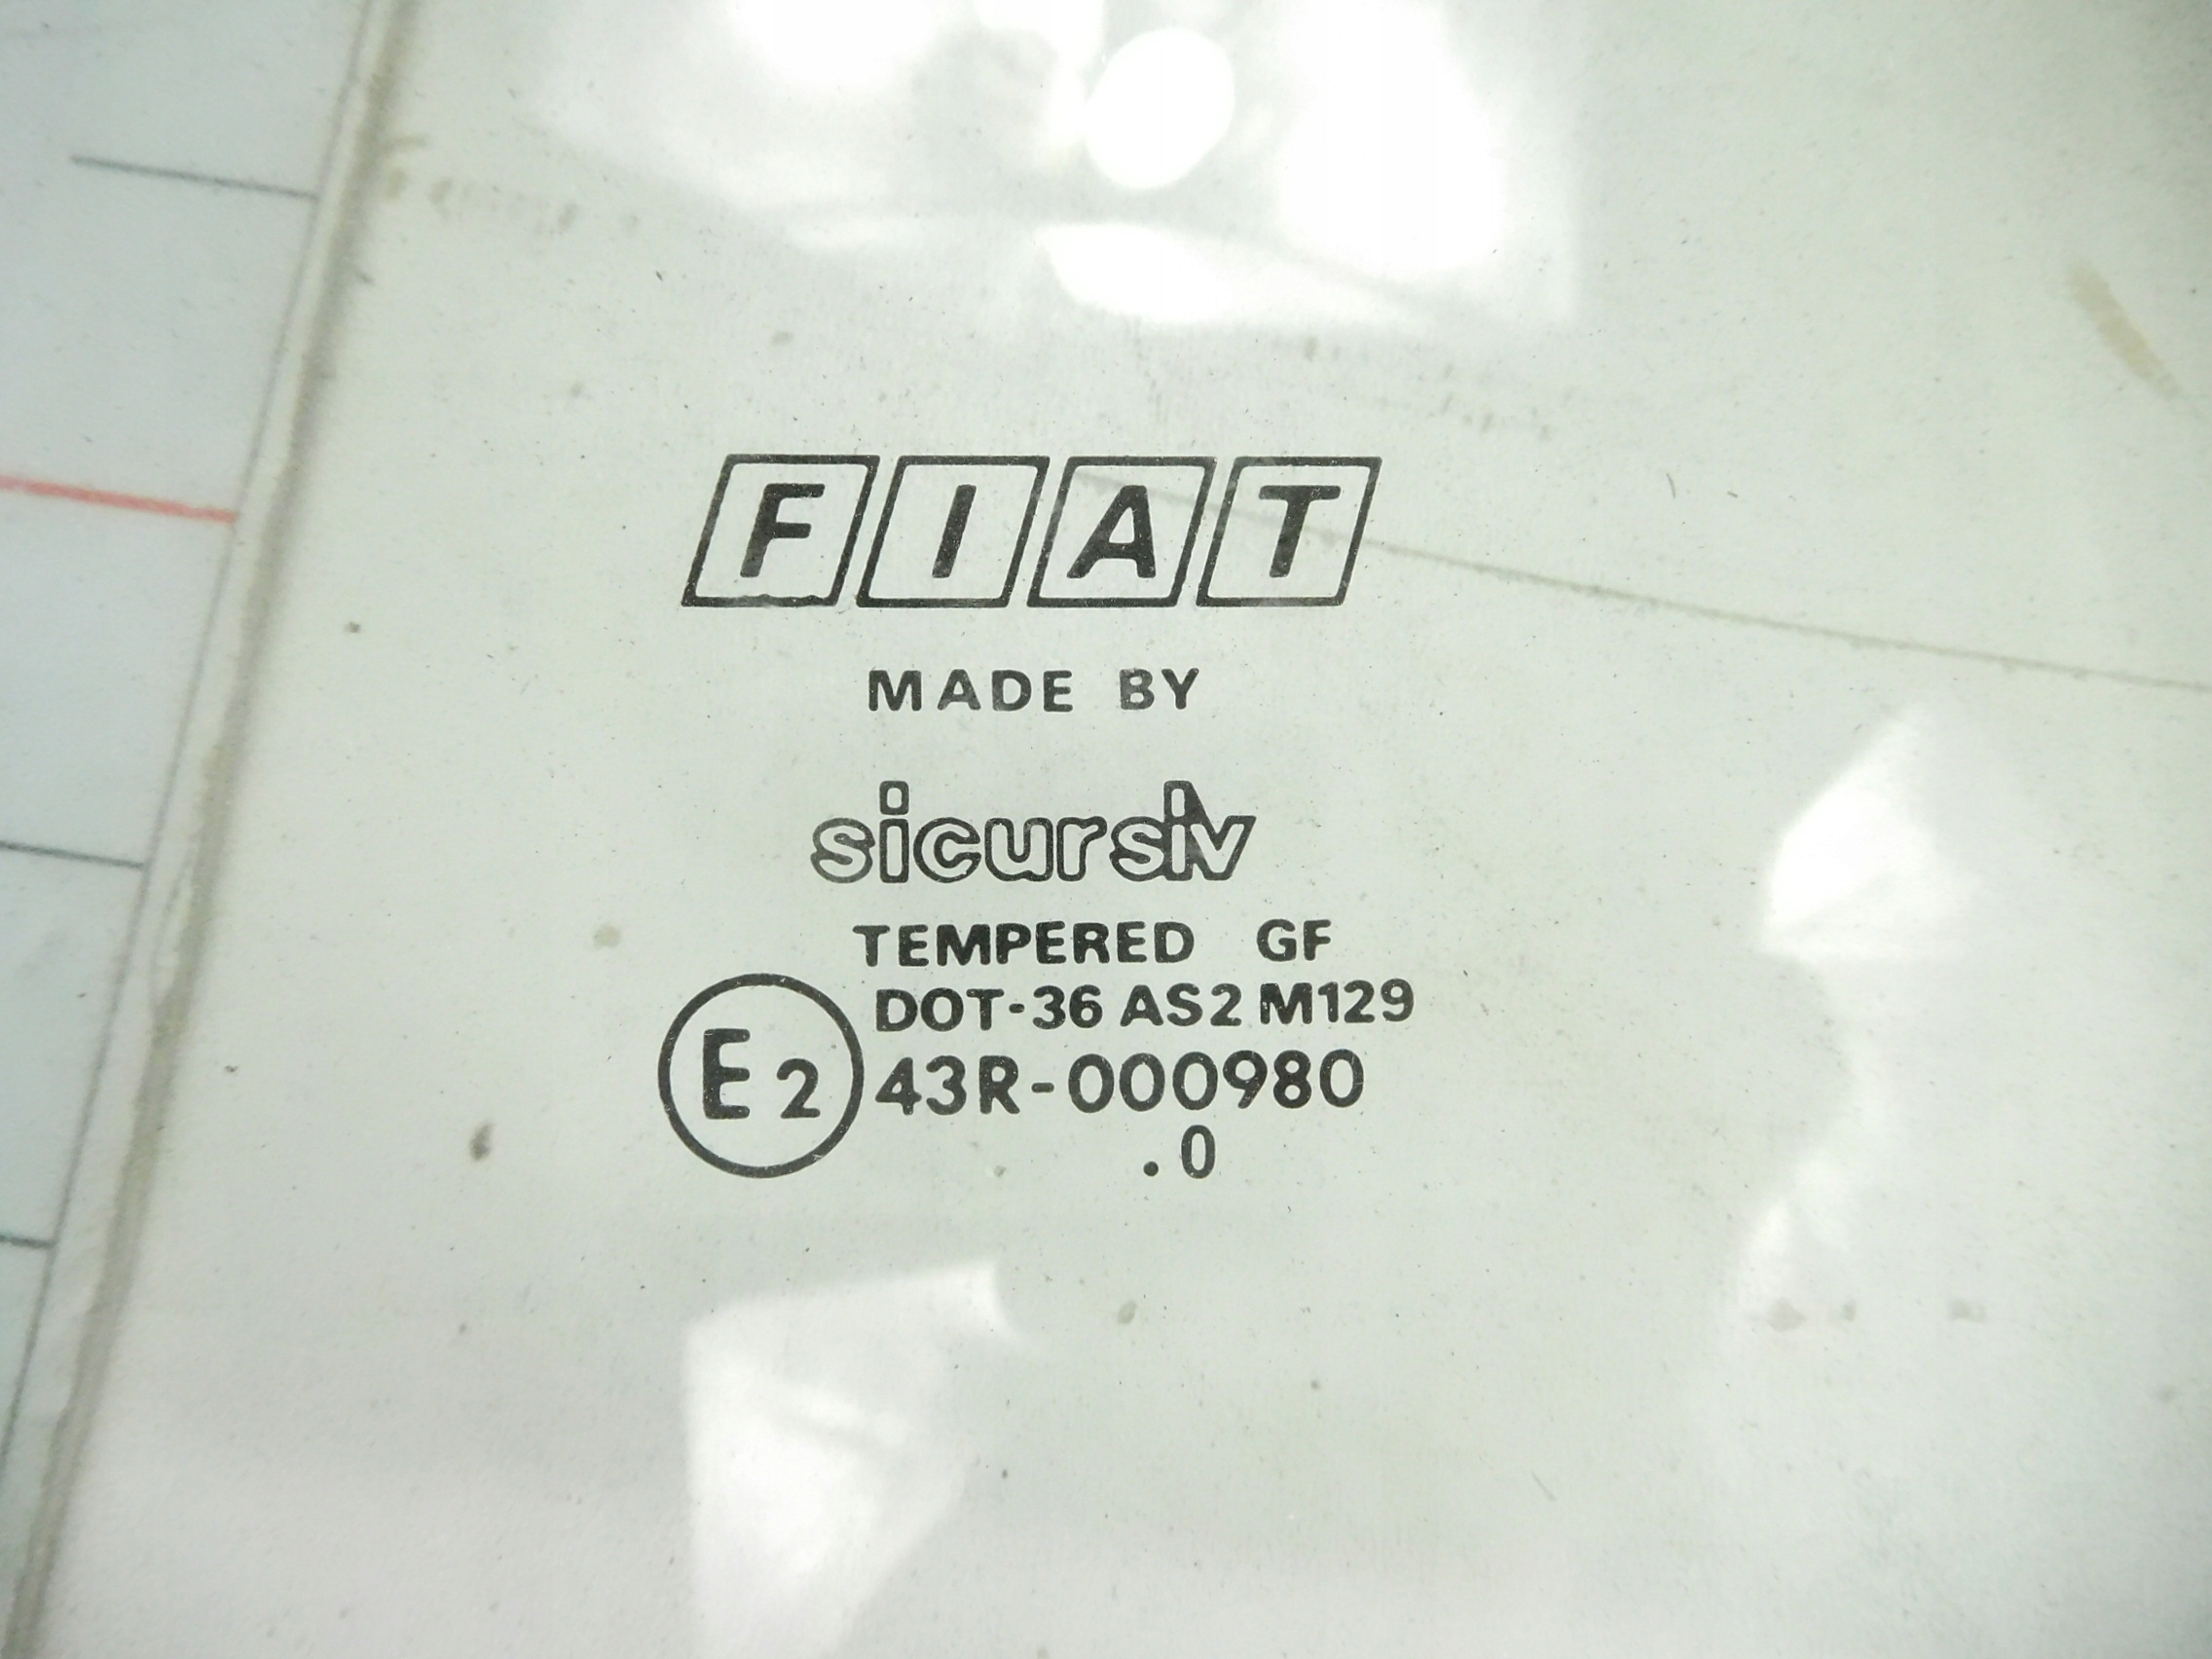 FIAT
MADE BY
sicursiv
TEMPERED GF
DOT-36 AS2 M129
E2 43R-000980
.0